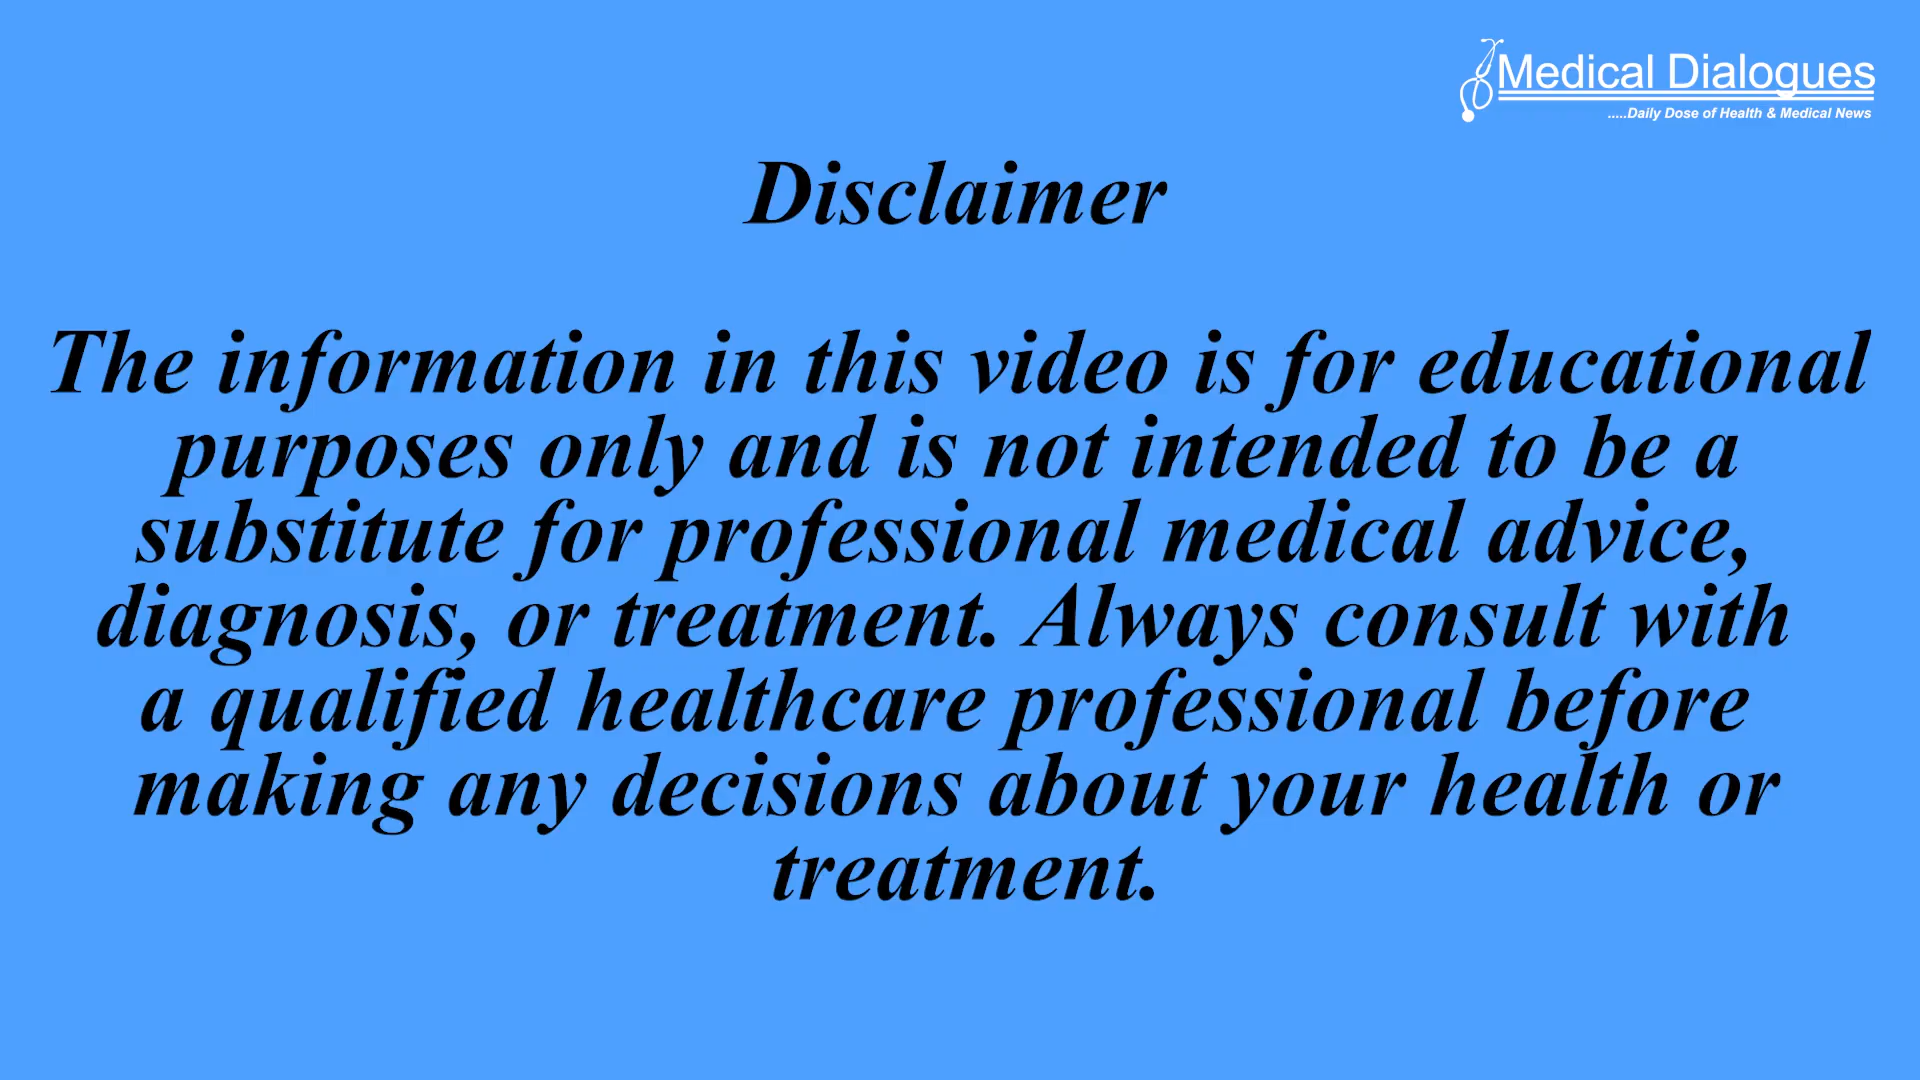 Medical Dialogues
.....Daily Dose of Health & Medical News
Disclaimer
The information in this video is for educational
purposes only and is not intended to be a
substitute for professional medical advice,
diagnosis, or treatment. Always consult with
a qualified healthcare professional before
making any decisions about your health or
treatment.